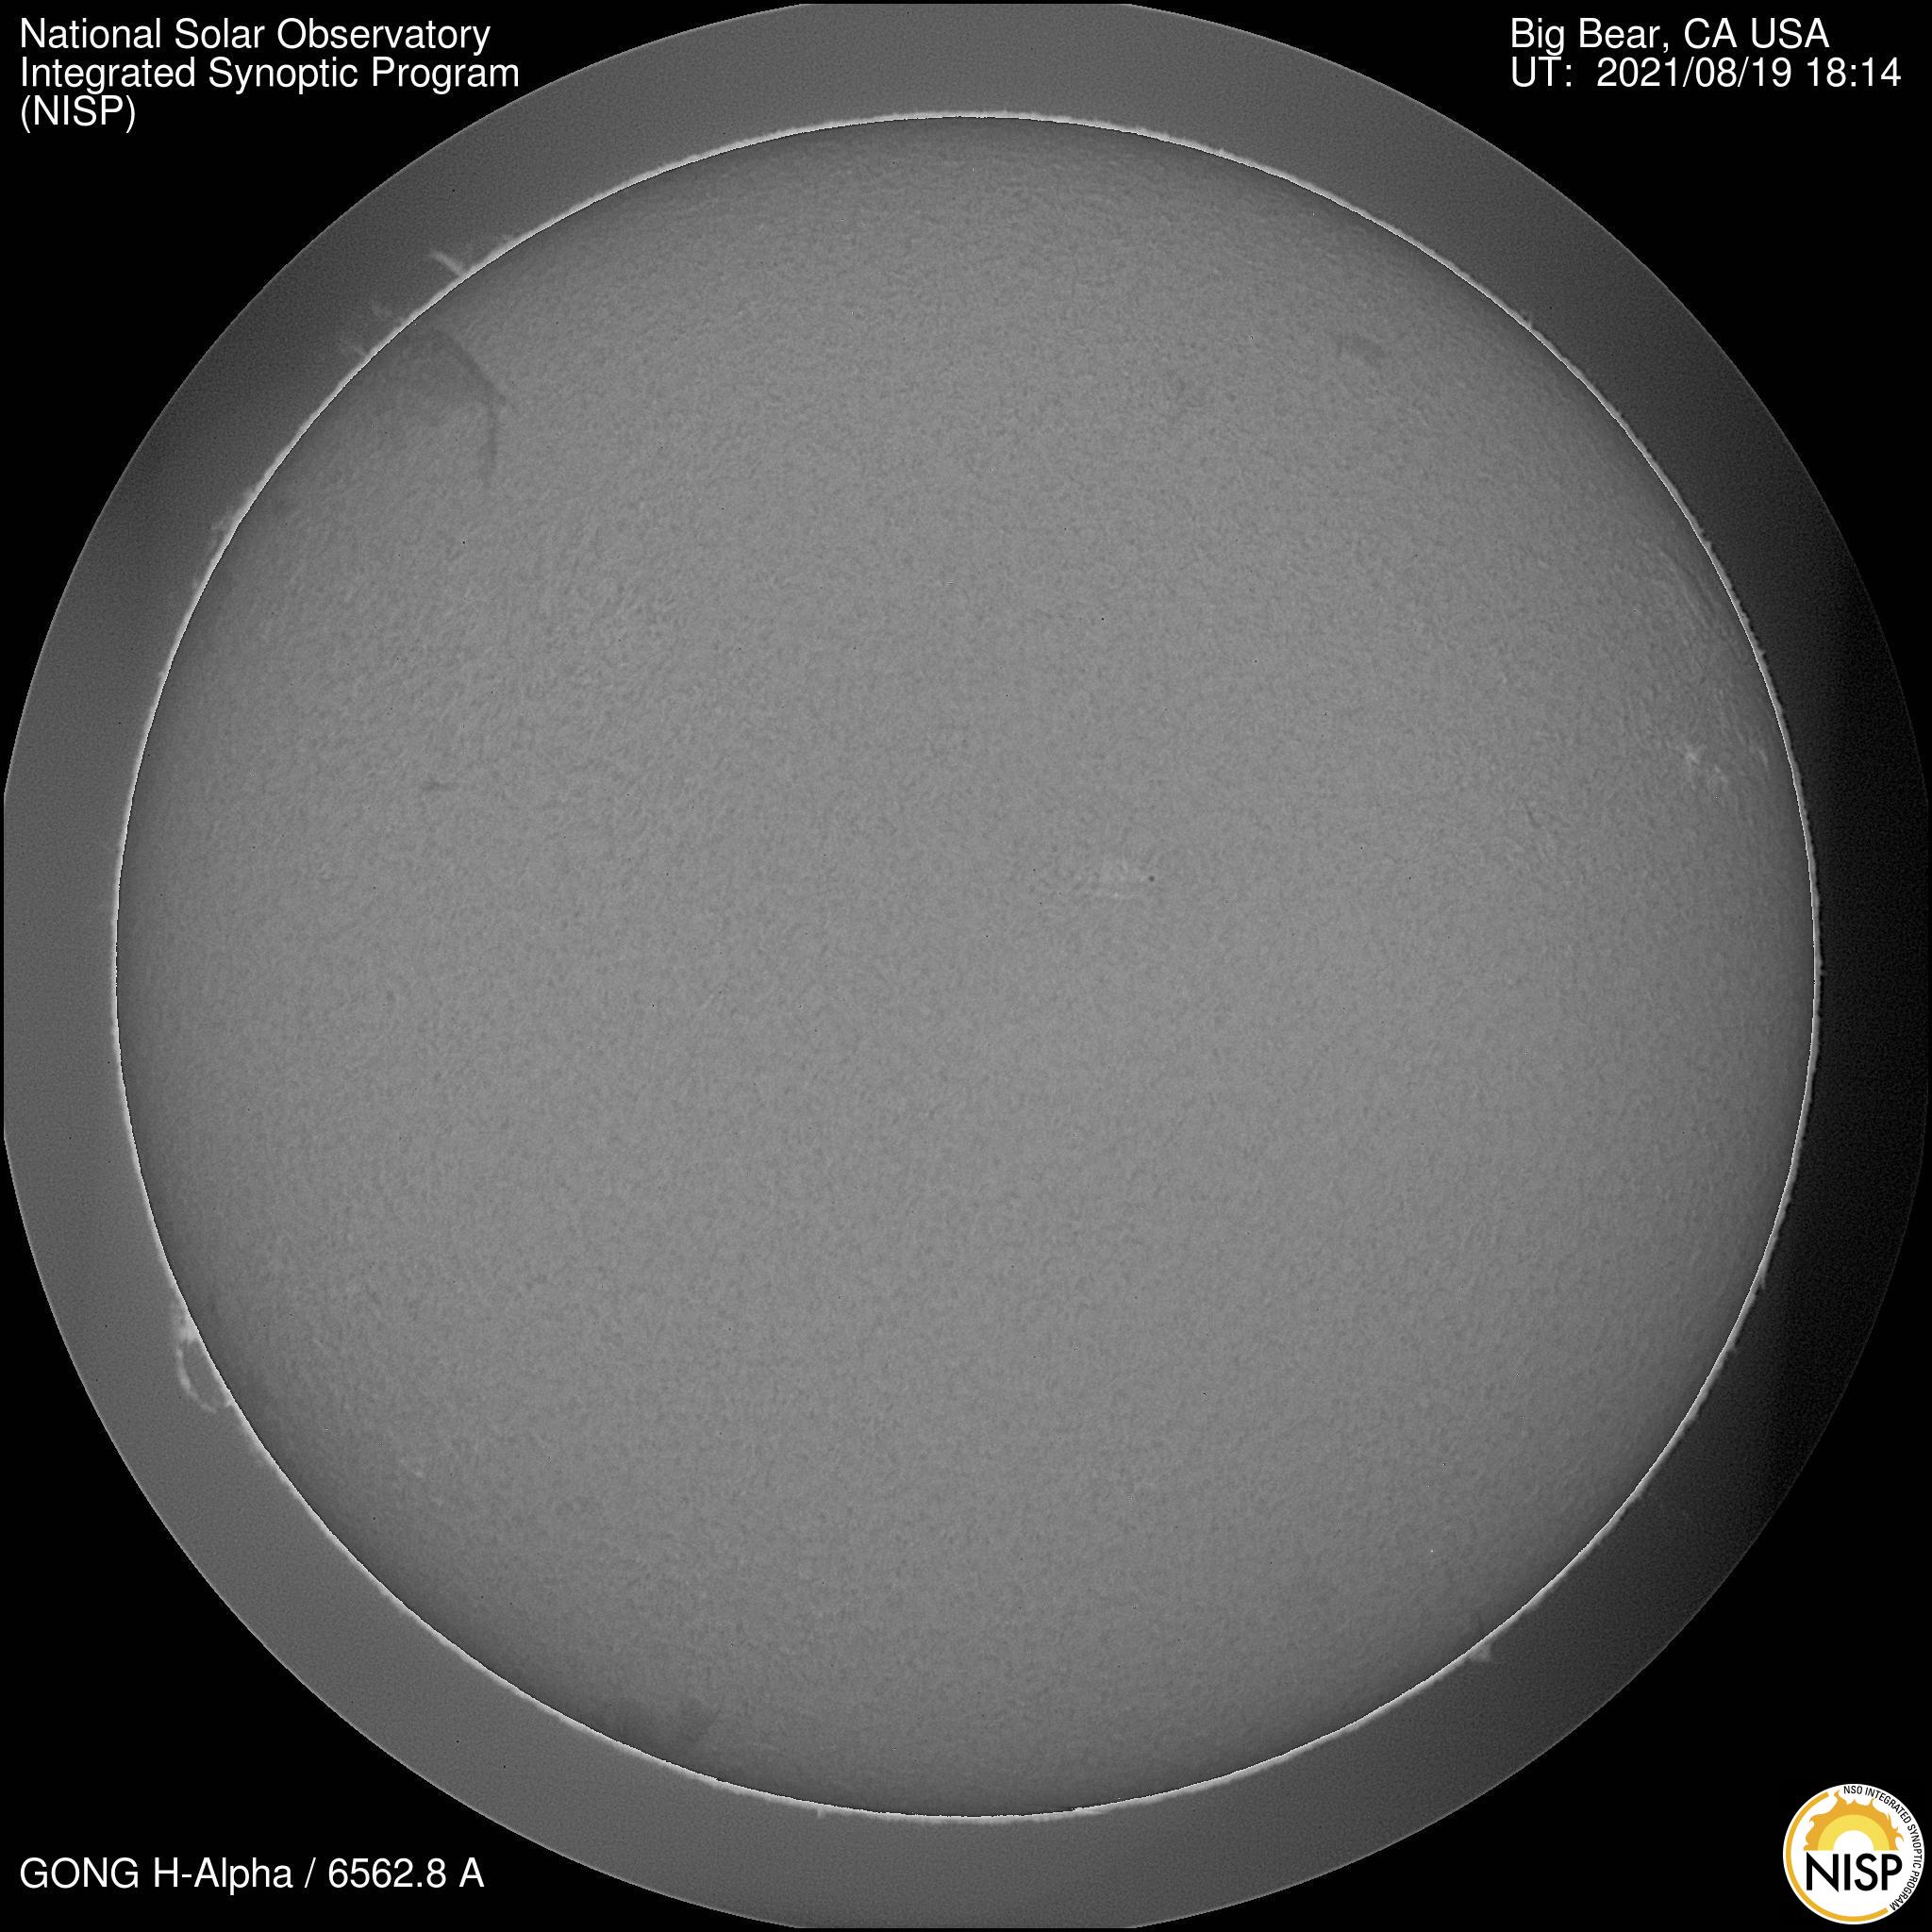 National Solar Observatory
Integrated Synoptic Program
(NISP)
Big Bear, CA USA
UT: 2021/08/19 18:14
GONG H-Alpha / 6562.8 A
NSO INTEGRATED SYNOPTIC PROGRAM
NISP